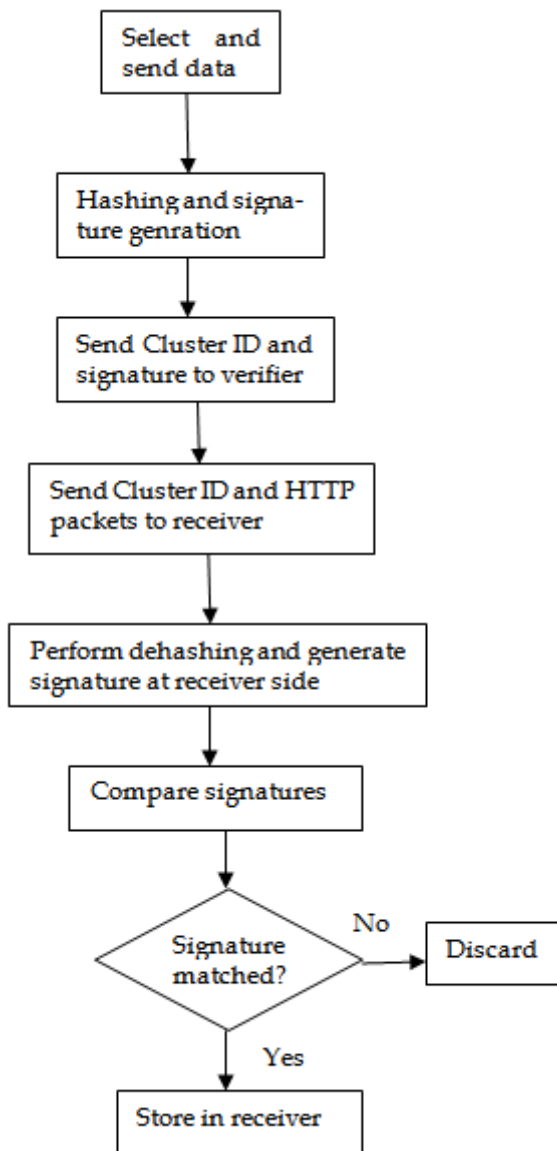 Select and
send data
Hashing and signa-
ture genration
Send Cluster ID and
signature to verifier
Send Cluster ID and HTTP
packets to receiver
Perform dehashing and generate
signature at receiver side
Compare signatures
Signature
matched?
No
Discard
Yes
Store in receiver